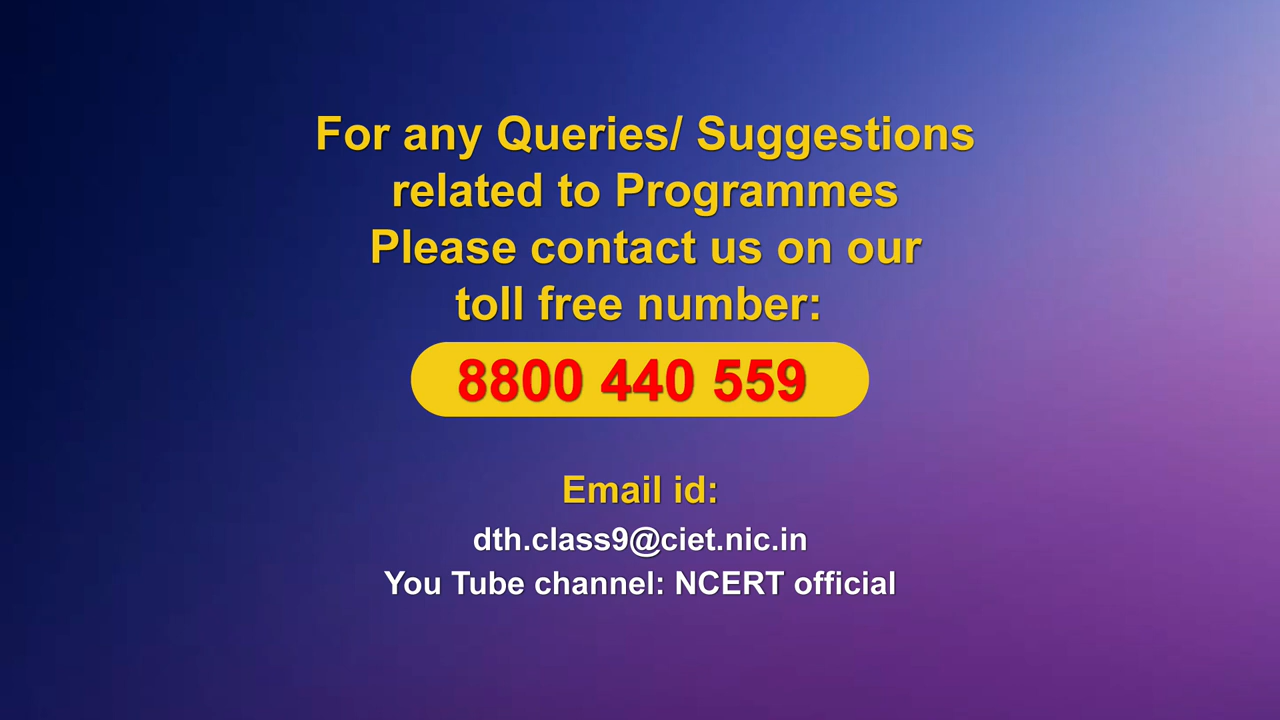 For any Queries/ Suggestions
related to Programmes
Please contact us on our
toll free number:
8800 440 559
Email id:
dth.class9@ciet.nic.in
You Tube channel: NCERT official